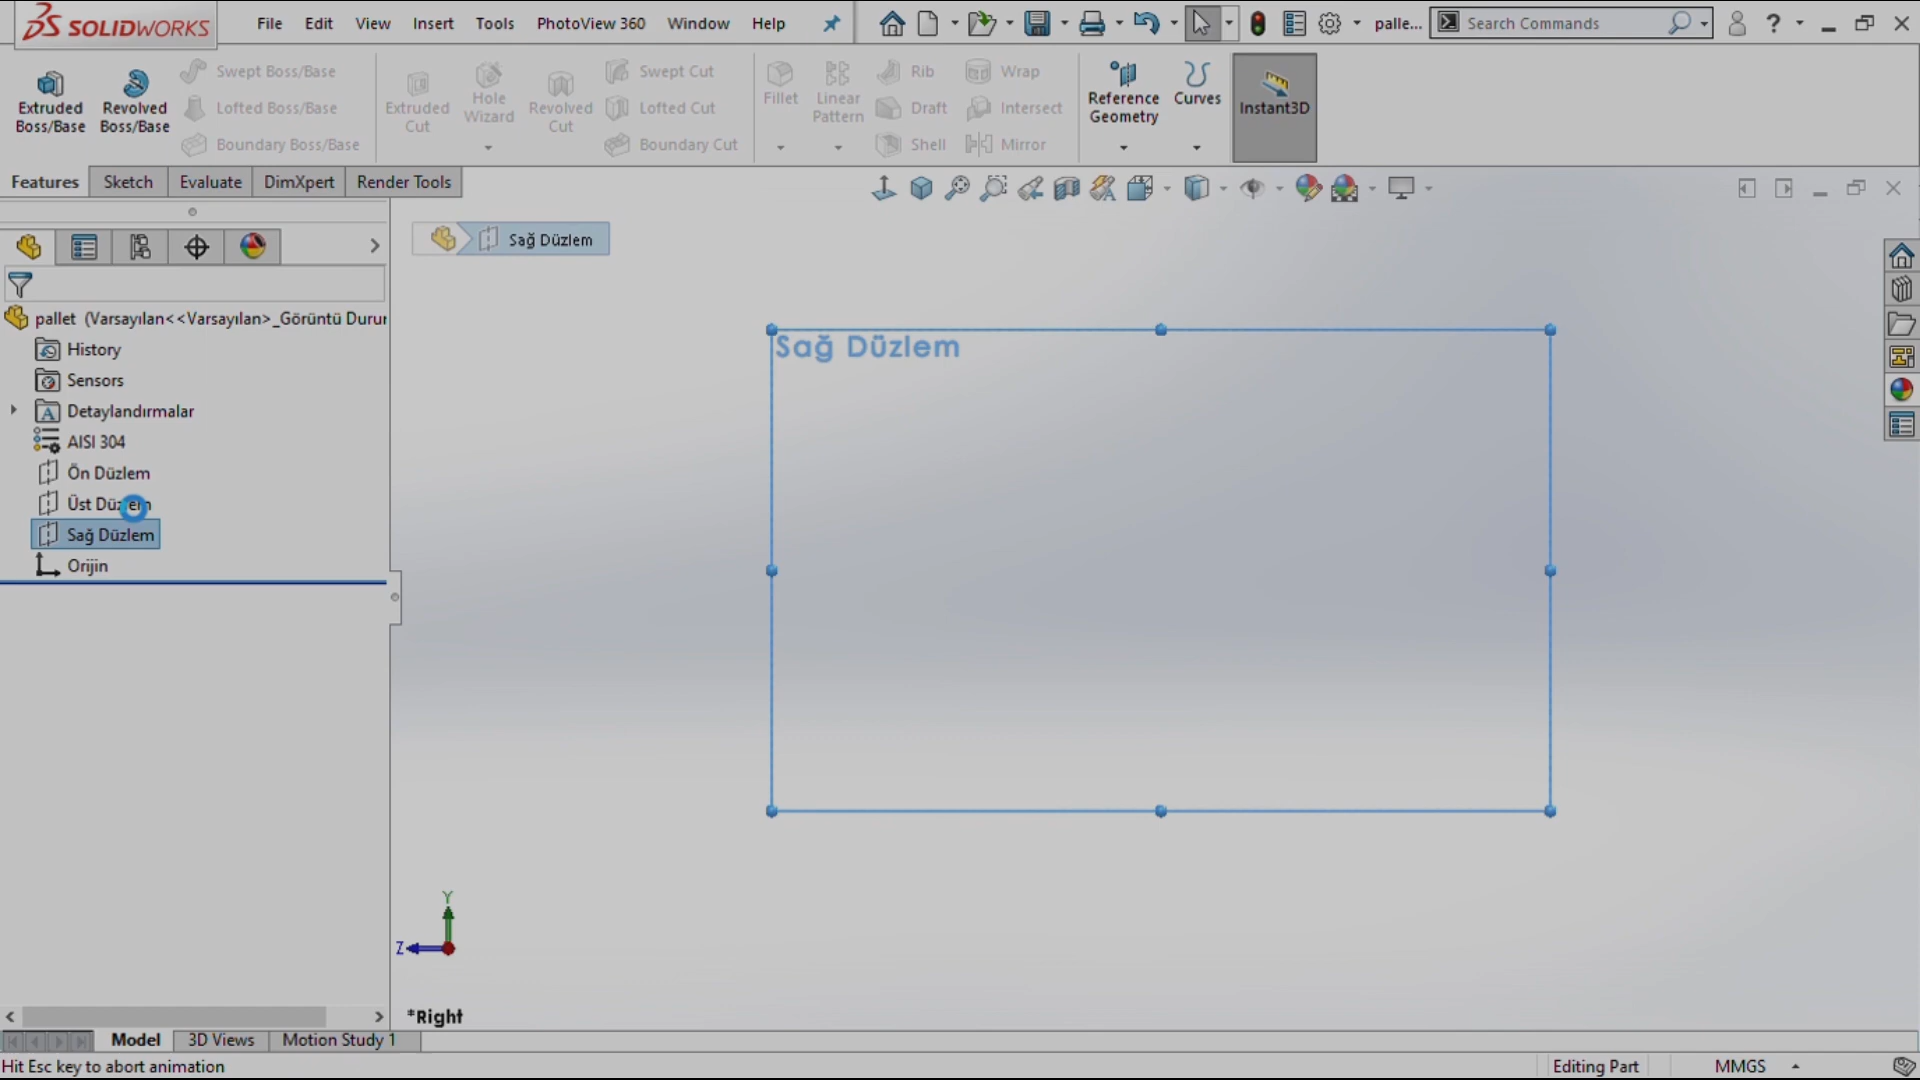 SOLIDWORKS
File Edit View Insert Tools PhotoView 360 Window Help
palle...
Search Commands
Extruded Boss/Base
Revolved Boss/Base
Swept Boss/Base
Lofted Boss/Base
Boundary Boss/Base
Extruded Cut
Hole Wizard
Revolved Cut
Swept Cut
Lofted Cut
Boundary Cut
Fillet
Linear Pattern
Rib
Draft
Shell
Wrap
Intersect
Mirror
Reference Geometry
Curves
Instant3D
Features Sketch Evaluate DimXpert Render Tools
Sağ Düzlem
pallet (Varsayılan<<Varsayılan>_Görüntü Durur
History
Sensors
Detaylandırmalar
AISI 304
Ön Düzlem
Üst Düzlem
Sağ Düzlem
Orijin
Sağ Düzlem
Y
Z
*Right
Model 3D Views Motion Study 1
Hit Esc key to abort animation
Editing Part
MMGS